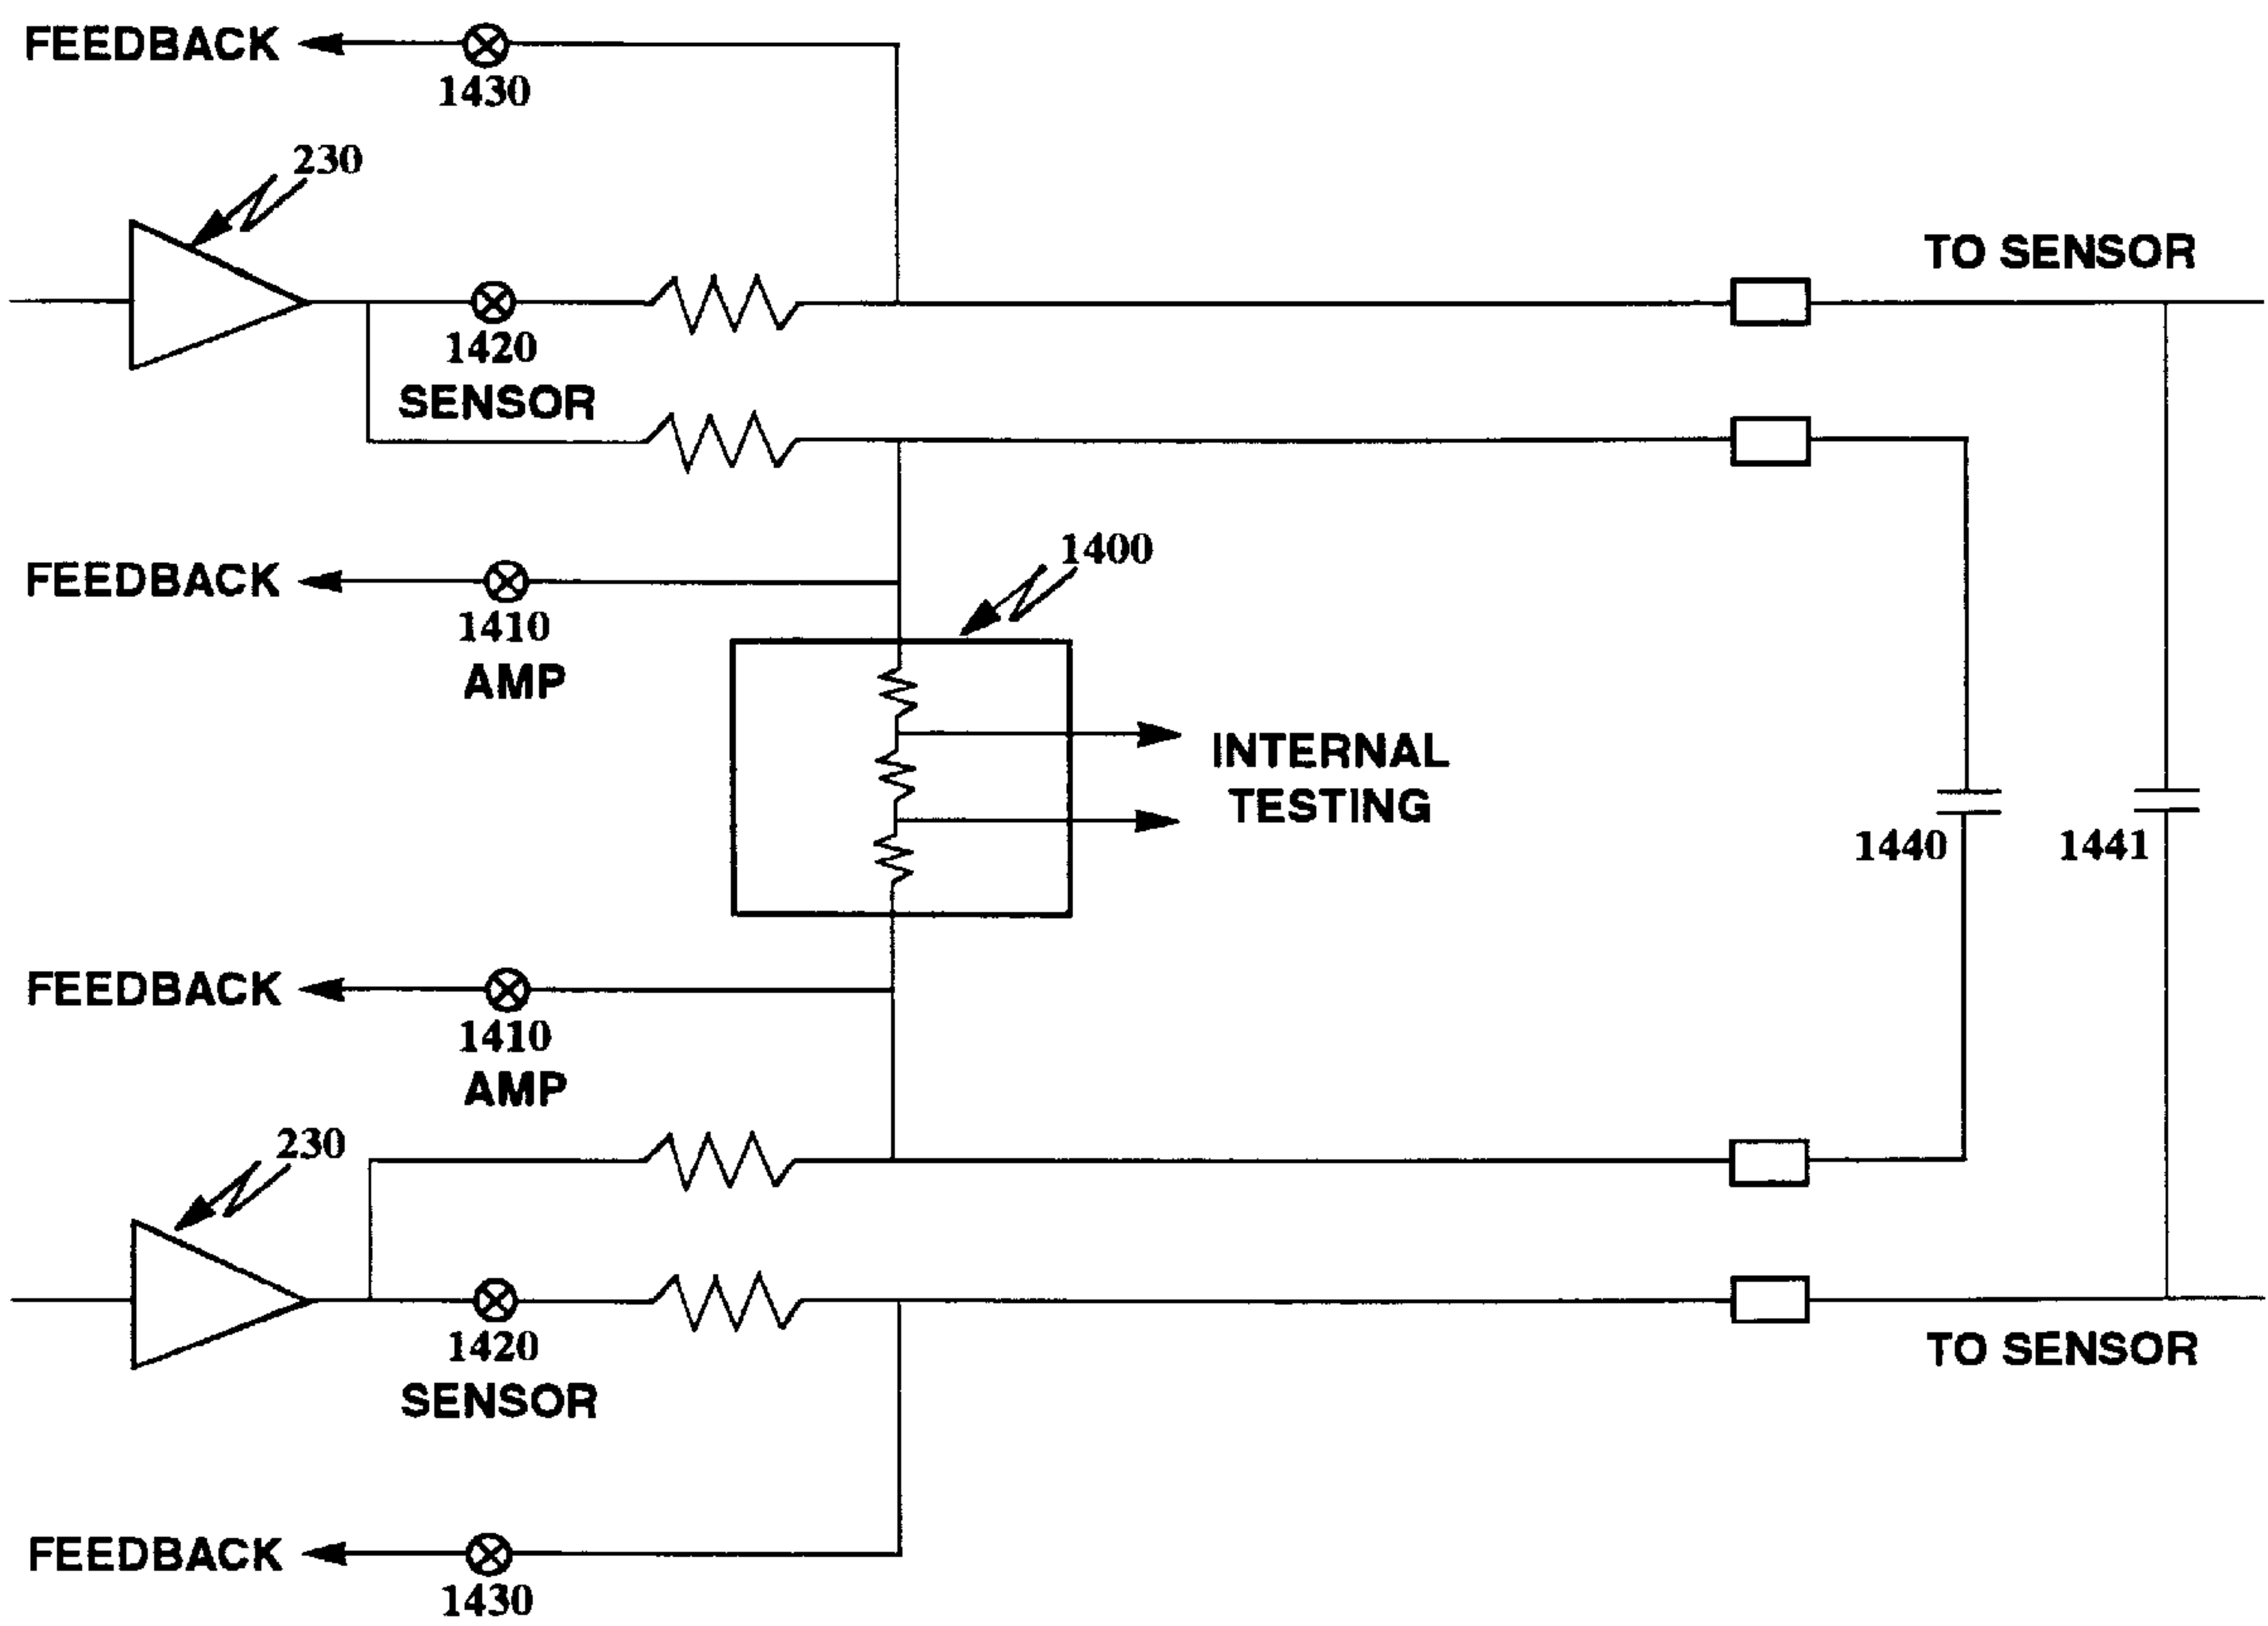 FEEDBACK
1430
230
TO SENSOR
1420
SENSOR
FEEDBACK
1410
AMP
1400
INTERNAL
TESTING
1440
1441
FEEDBACK
1410
AMP
230
1420
SENSOR
TO SENSOR
FEEDBACK
1430